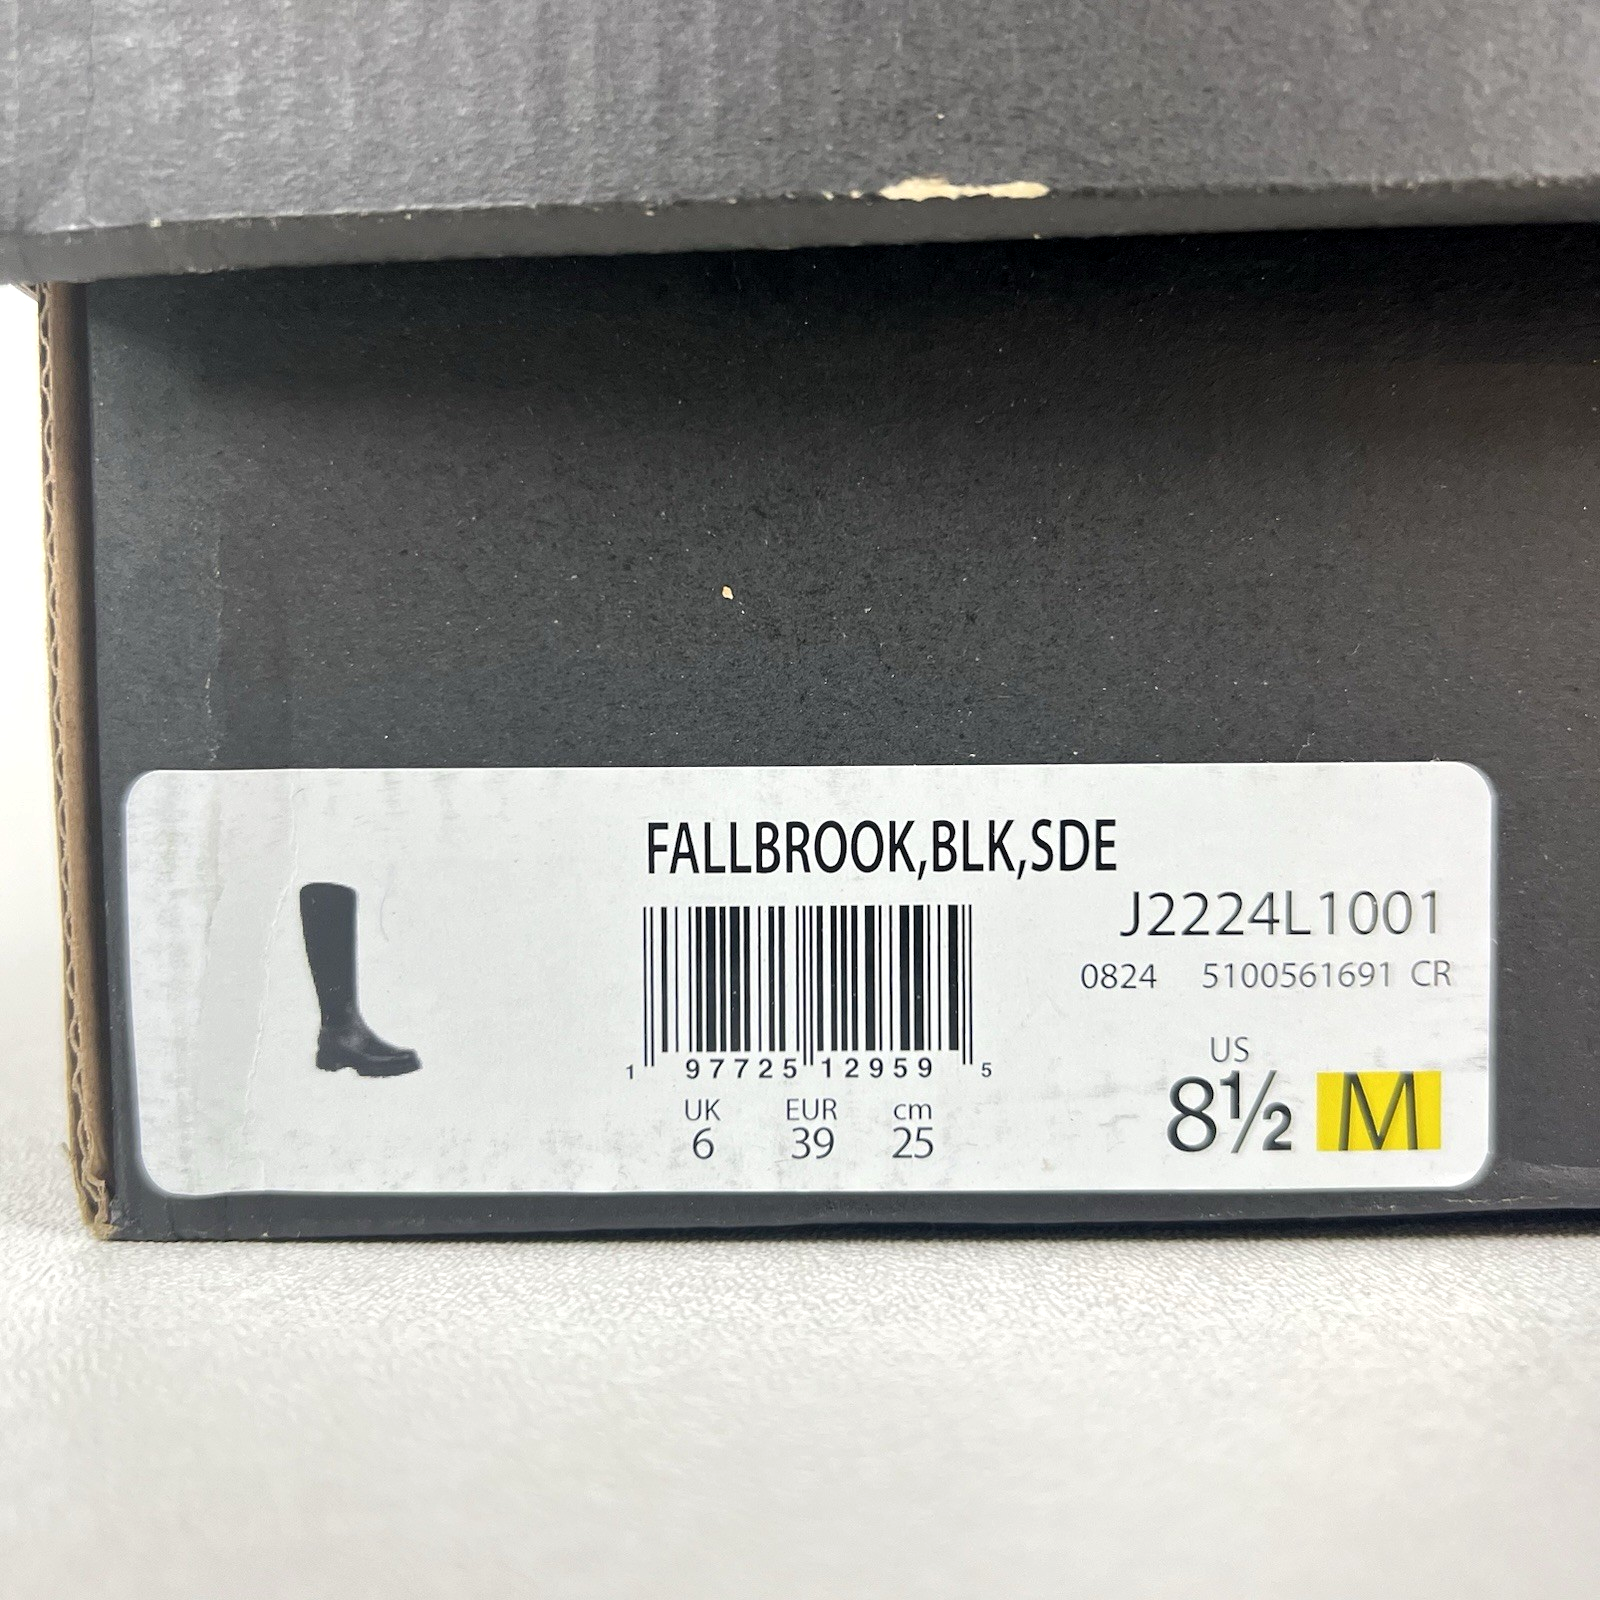 FALLBROOK,BLK,SDE
J2224L1001
0824 5100561691 CR
1 97725 12959 5
UK EUR cm
6 39 25
US
8½ M